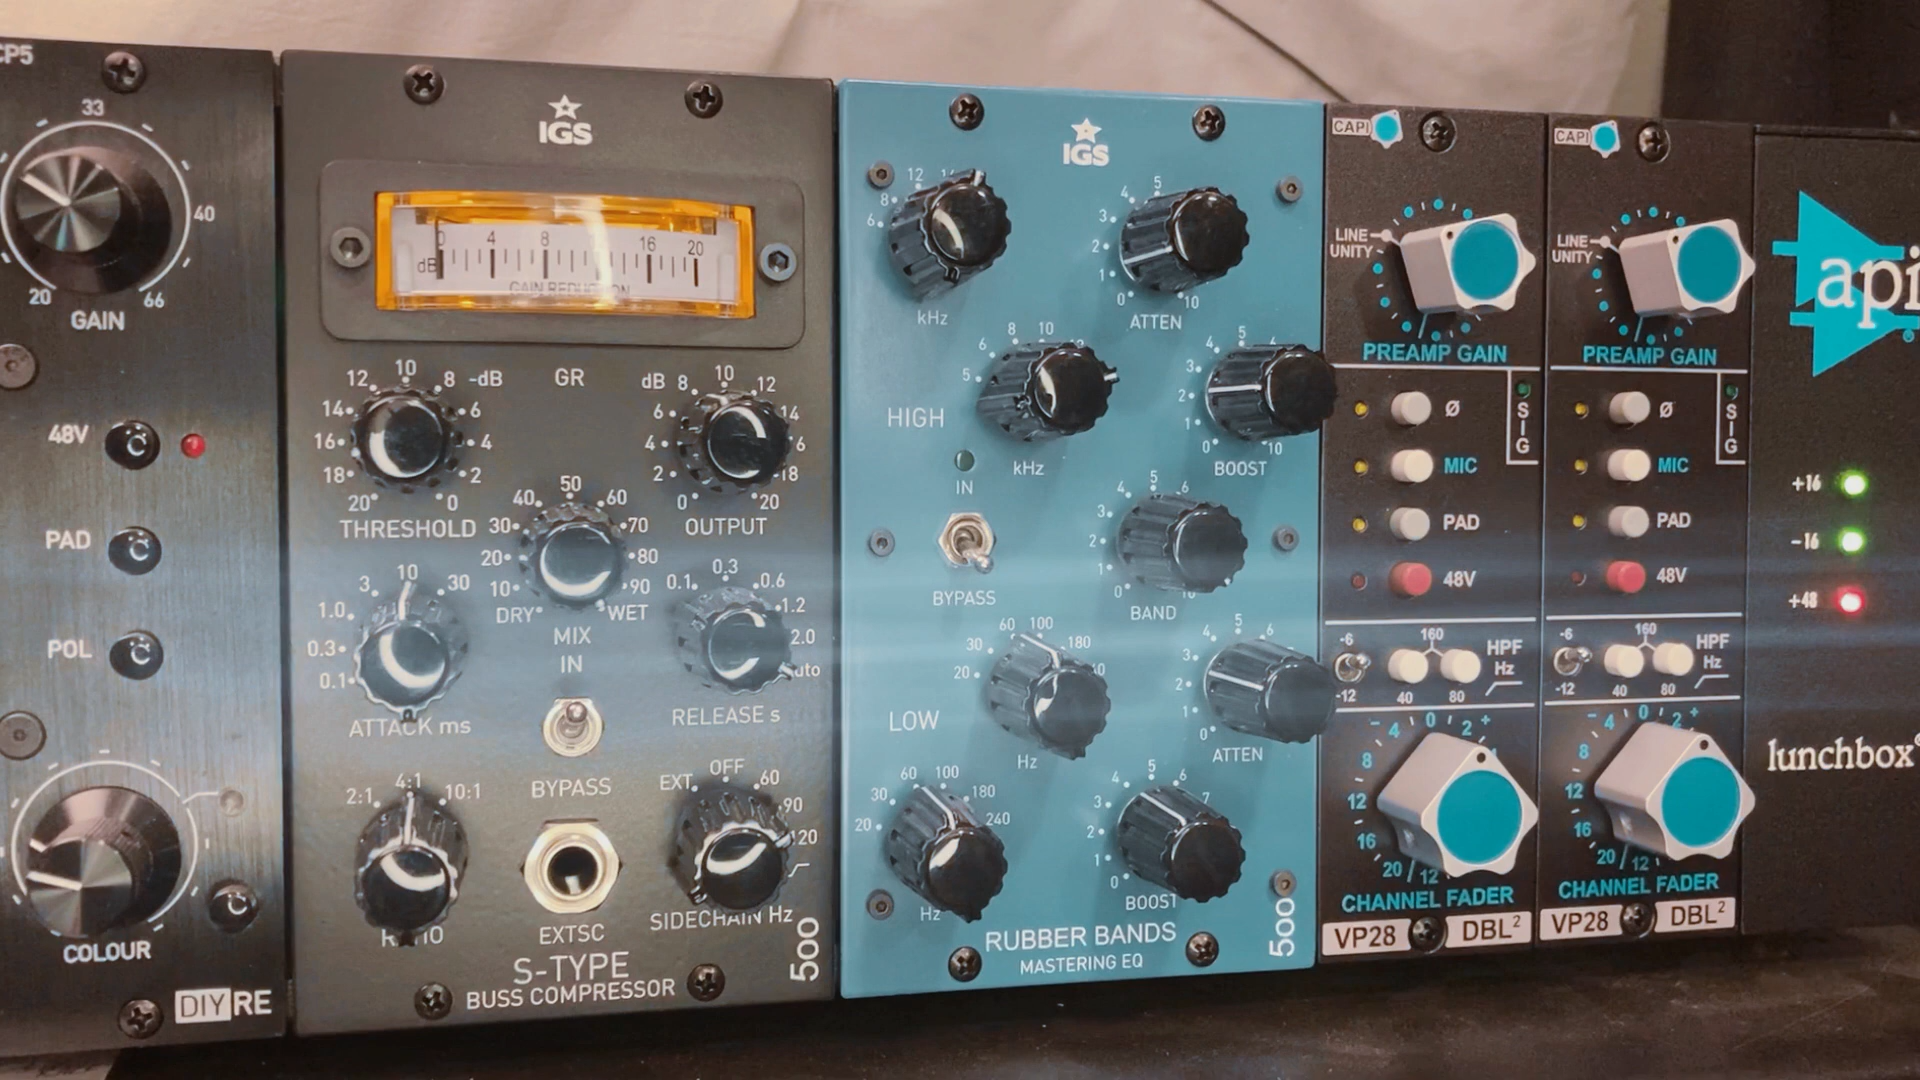 CP5
33
40
20
66
GAIN
48V
PAD
POL
COLOUR
DIYRE
IGS
0 4 8 16 20
dB
GAIN REDUCTION
12 10 8 -dB
14 6
16 4
18 2
20 0
THRESHOLD
GR
dB 8 10 12
6 14
4
2 18
0 20
OUTPUT
40 50 60
30 70
20 80
10 90
DRY WET
MIX
3 10 30
1.0
0.3
0.1
ATTACK ms
IN
BYPASS
0.1 0.3 0.6
1.2
2.0
RELEASE s
2:1 4:1 10:1
RATIO
EXTSC
EXT. OFF 60
90
SIDECHAIN Hz
S-TYPE
BUSS COMPRESSOR
500
IGS
12
8
6
kHz
5
4
3
2
1
0 10
ATTEN
8 10
6
5
kHz
HIGH
5
4
3
2
1
0 10
BOOST
IN
BYPASS
4 5 6
3
2
1
0
BAND
60 100
30 180
20
Hz
LOW
4 5 6
3
2
1
0
ATTEN
60 100
30 180
20 240
Hz
4 5 6
3 7
2
1
0
BOOST
RUBBER BANDS
MASTERING EQ
500
CAPI
LINE
UNITY
PREAMP GAIN
Ø
MIC
PAD
48V
SIG
-6 160 HPF
Hz
-12 40 80
- 4 0 2 +
8
12
16
20 12
CHANNEL FADER
VP28 DBL²
CAPI
LINE
UNITY
PREAMP GAIN
Ø
MIC
PAD
48V
SIG
-6 160 HPF
Hz
-12 40 80
- 4 0 2 +
8
12
16
20 12
CHANNEL FADER
VP28 DBL²
api
+16
-16
+48
lunchbox®